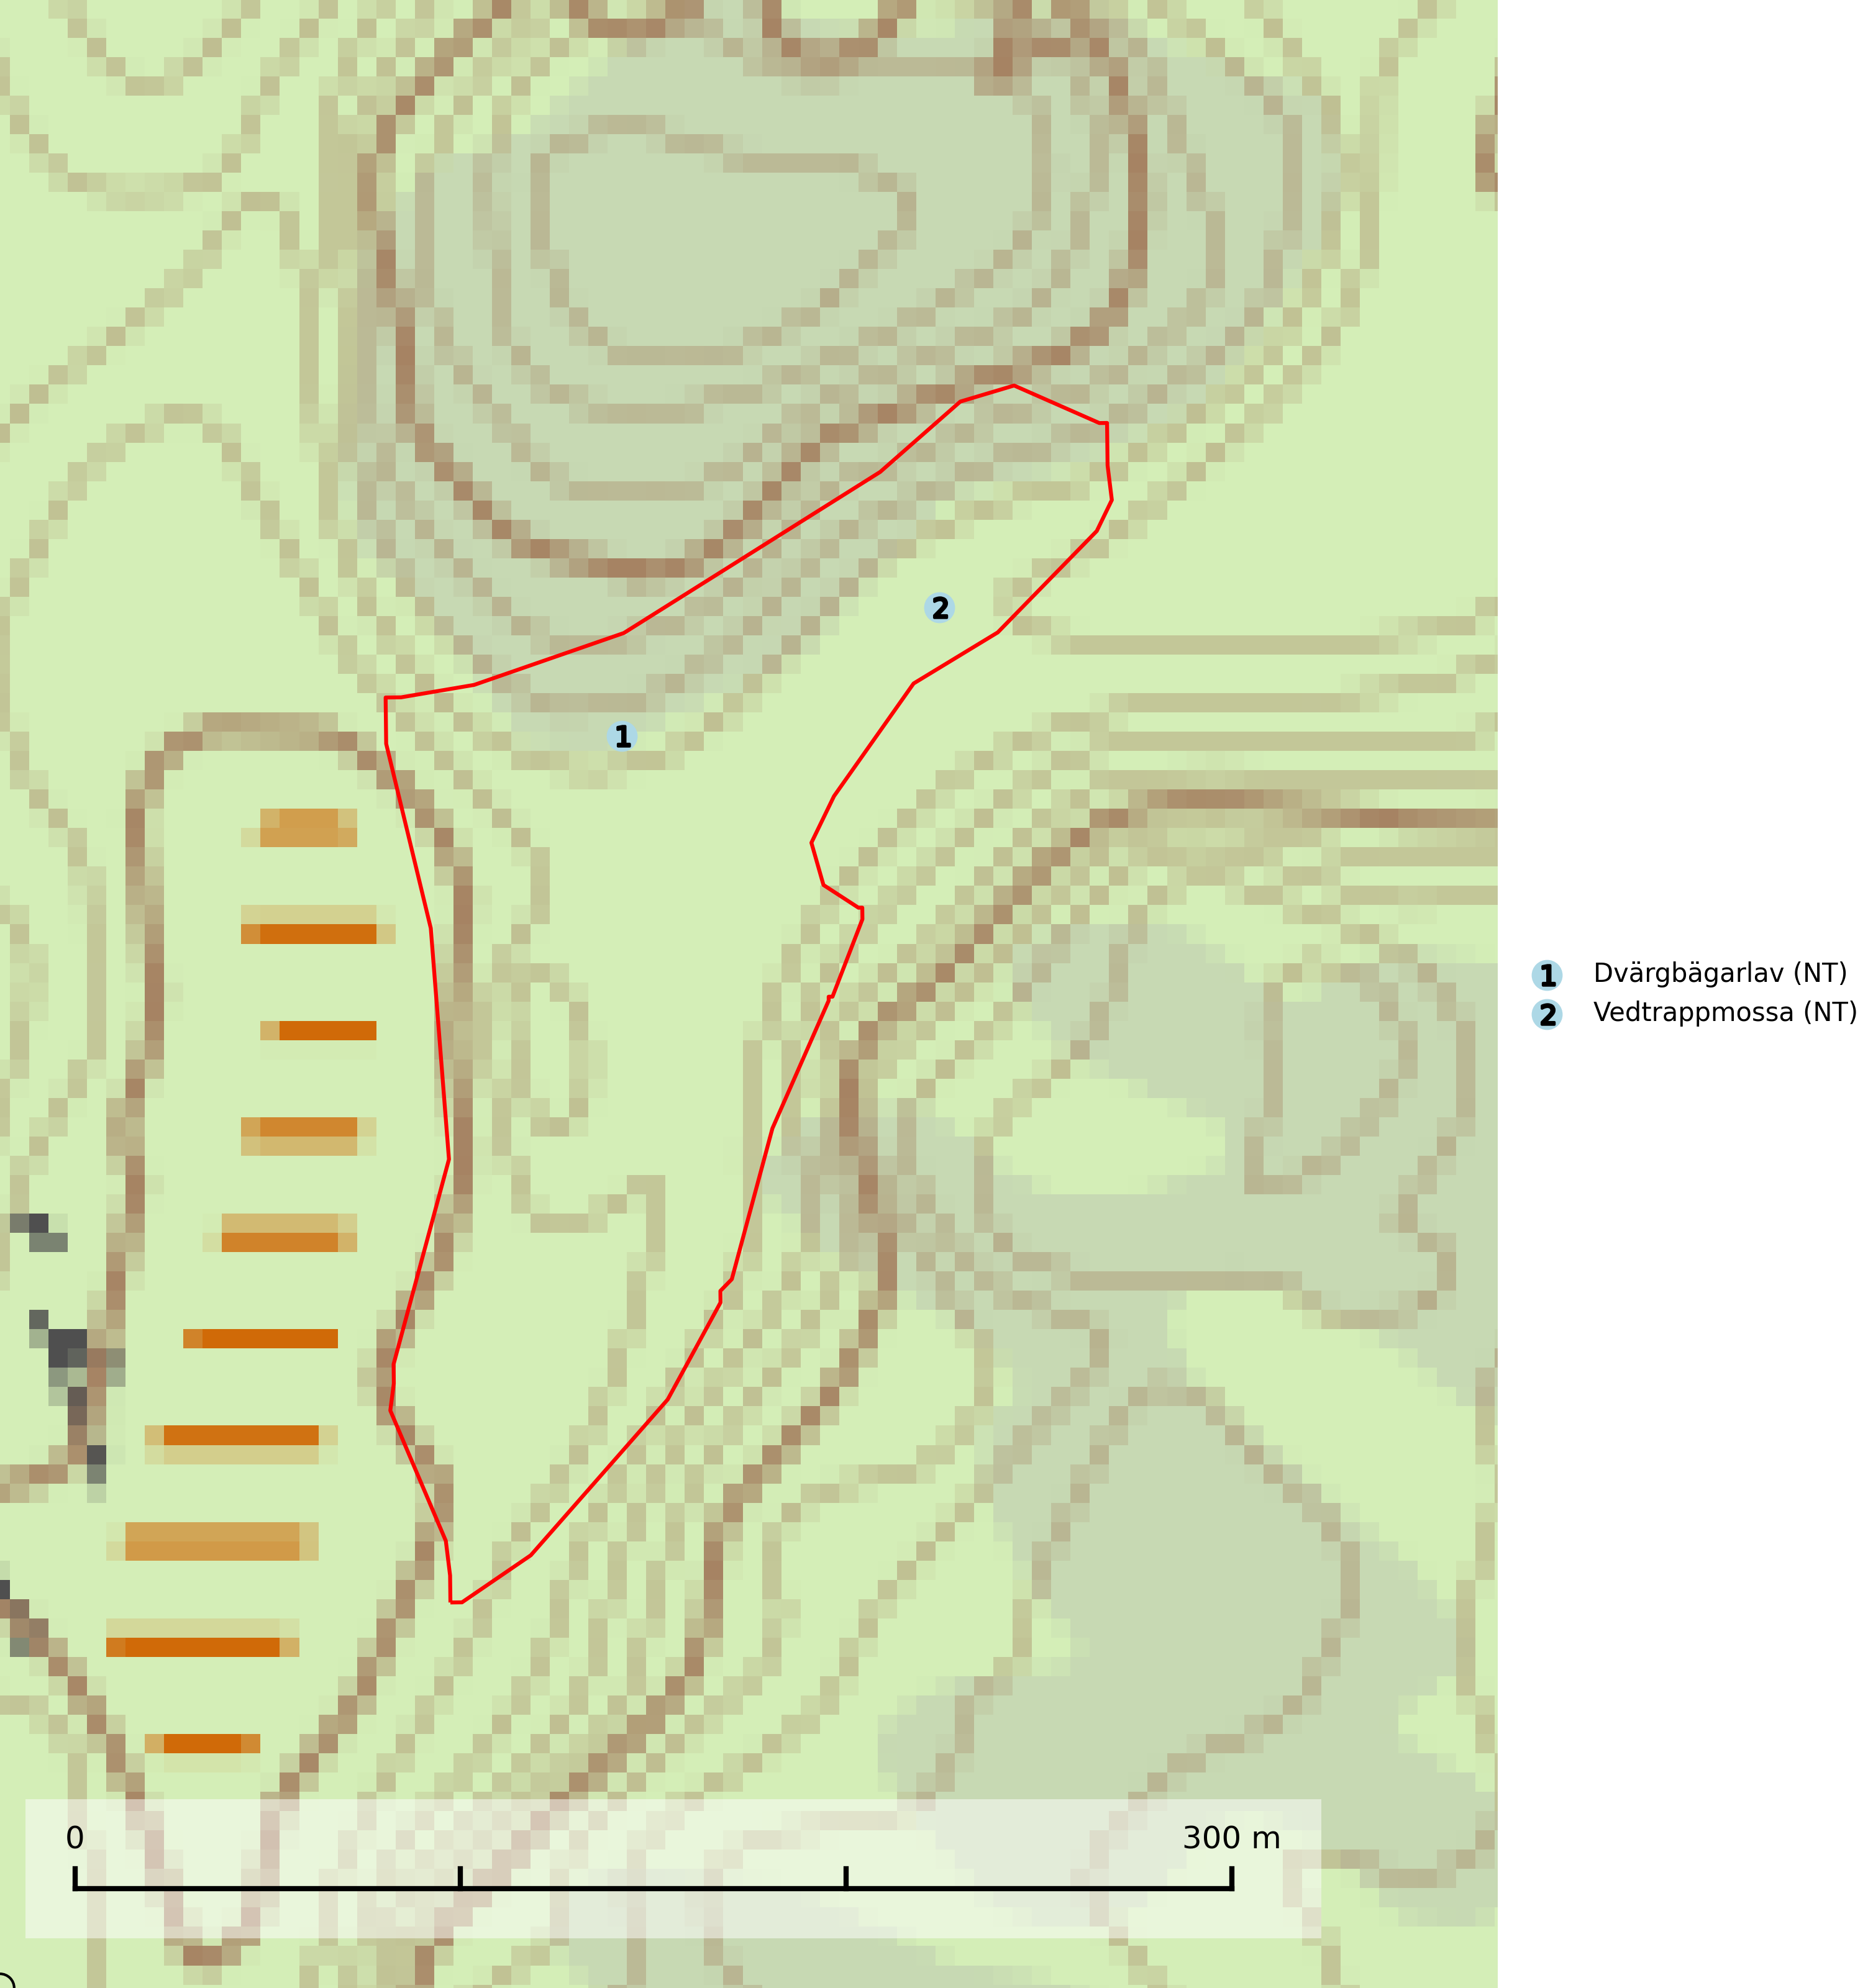 2
1
1 Dvärgbägarlav (NT)
2 Vedtrappmossa (NT)
0 300 m